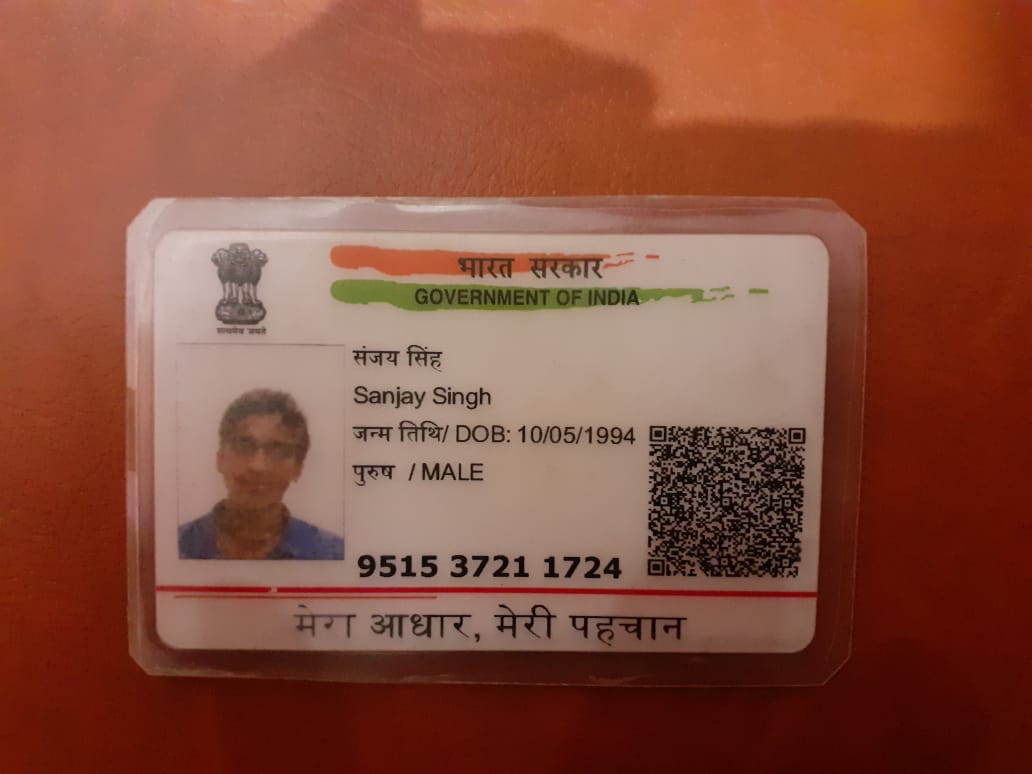 भारत सरकार
GOVERNMENT OF INDIA
सत्यमेव जयते
संजय सिंह
Sanjay Singh
जन्म तिथि/ DOB: 10/05/1994
पुरुष / MALE
9515 3721 1724
मेरा आधार, मेरी पहचान